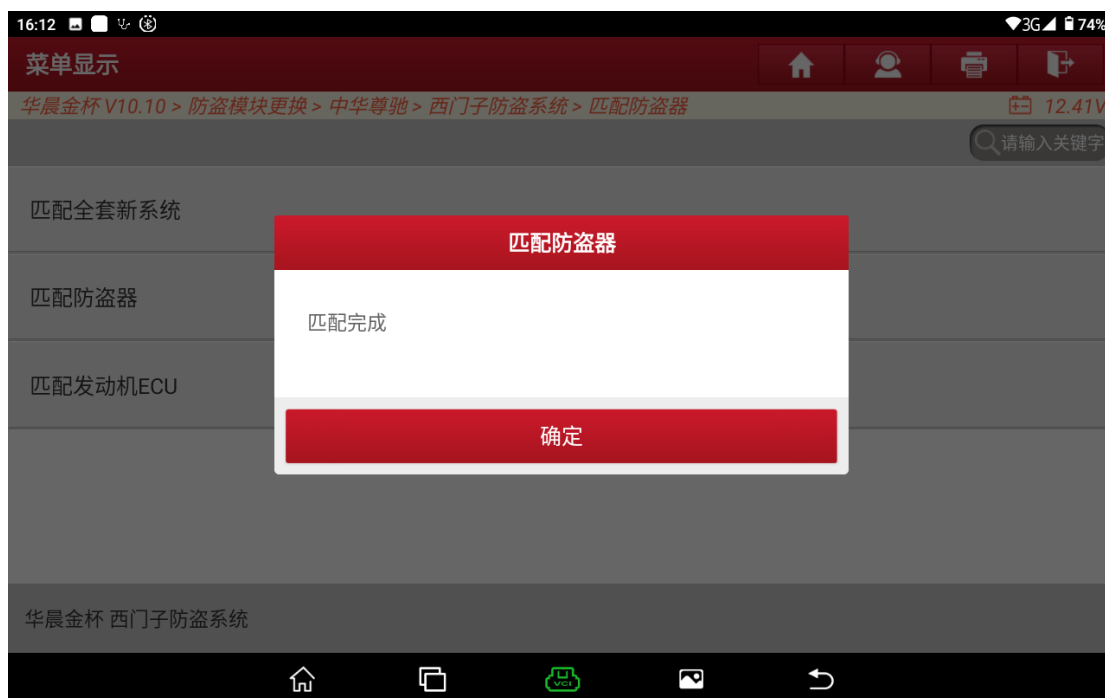 16:12
3G
74%
菜单显示
华晨金杯 V10.10 > 防盗模块更换 > 中华尊驰 > 西门子防盗系统 > 匹配防盗器
12.41V
请输入关键字
匹配全套新系统
匹配防盗器
匹配防盗器
匹配完成
匹配发动机ECU
确定
华晨金杯 西门子防盗系统
VCI